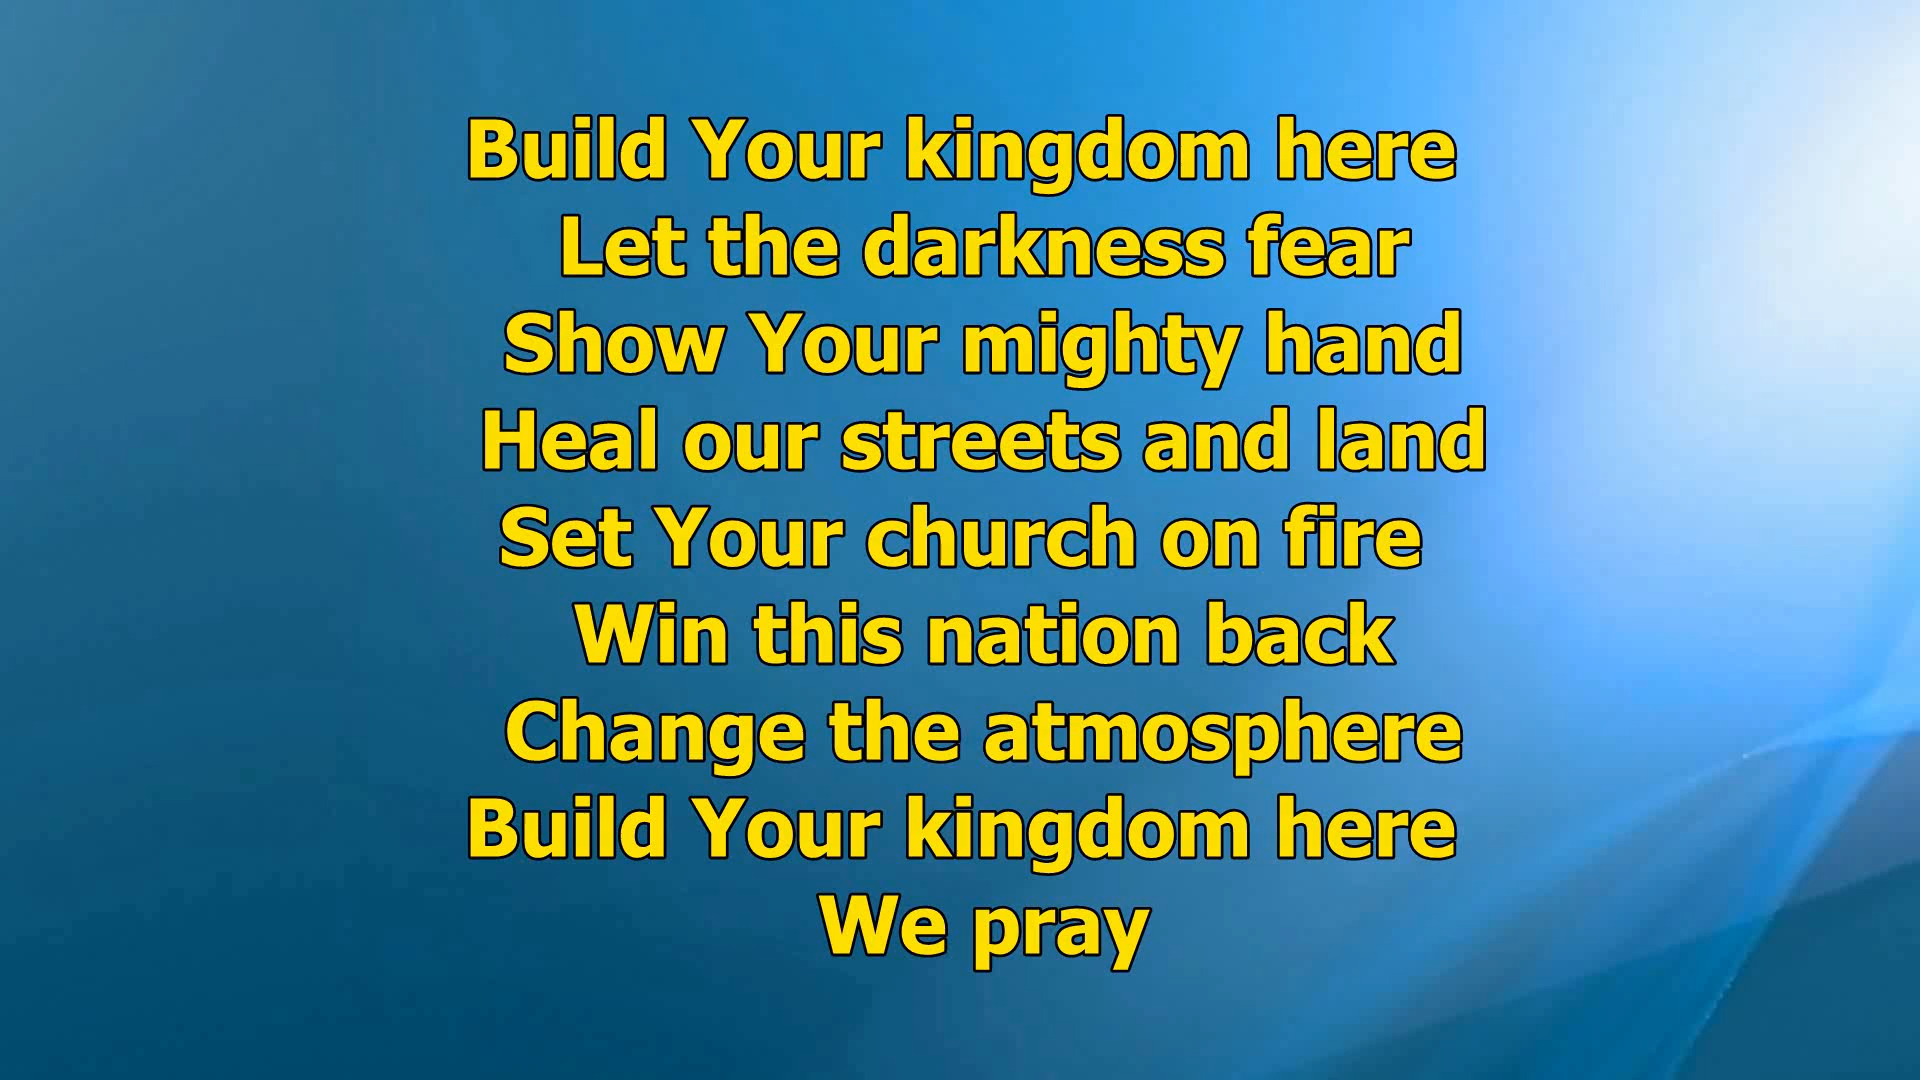 Build Your kingdom here
Let the darkness fear
Show Your mighty hand
Heal our streets and land
Set Your church on fire
Win this nation back
Change the atmosphere
Build Your kingdom here
We pray